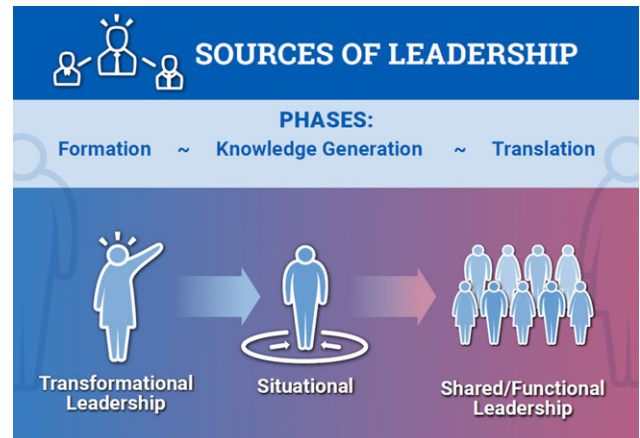 SOURCES OF LEADERSHIP
PHASES:
Formation ~ Knowledge Generation ~ Translation
Transformational
Leadership
Situational
Shared/Functional
Leadership